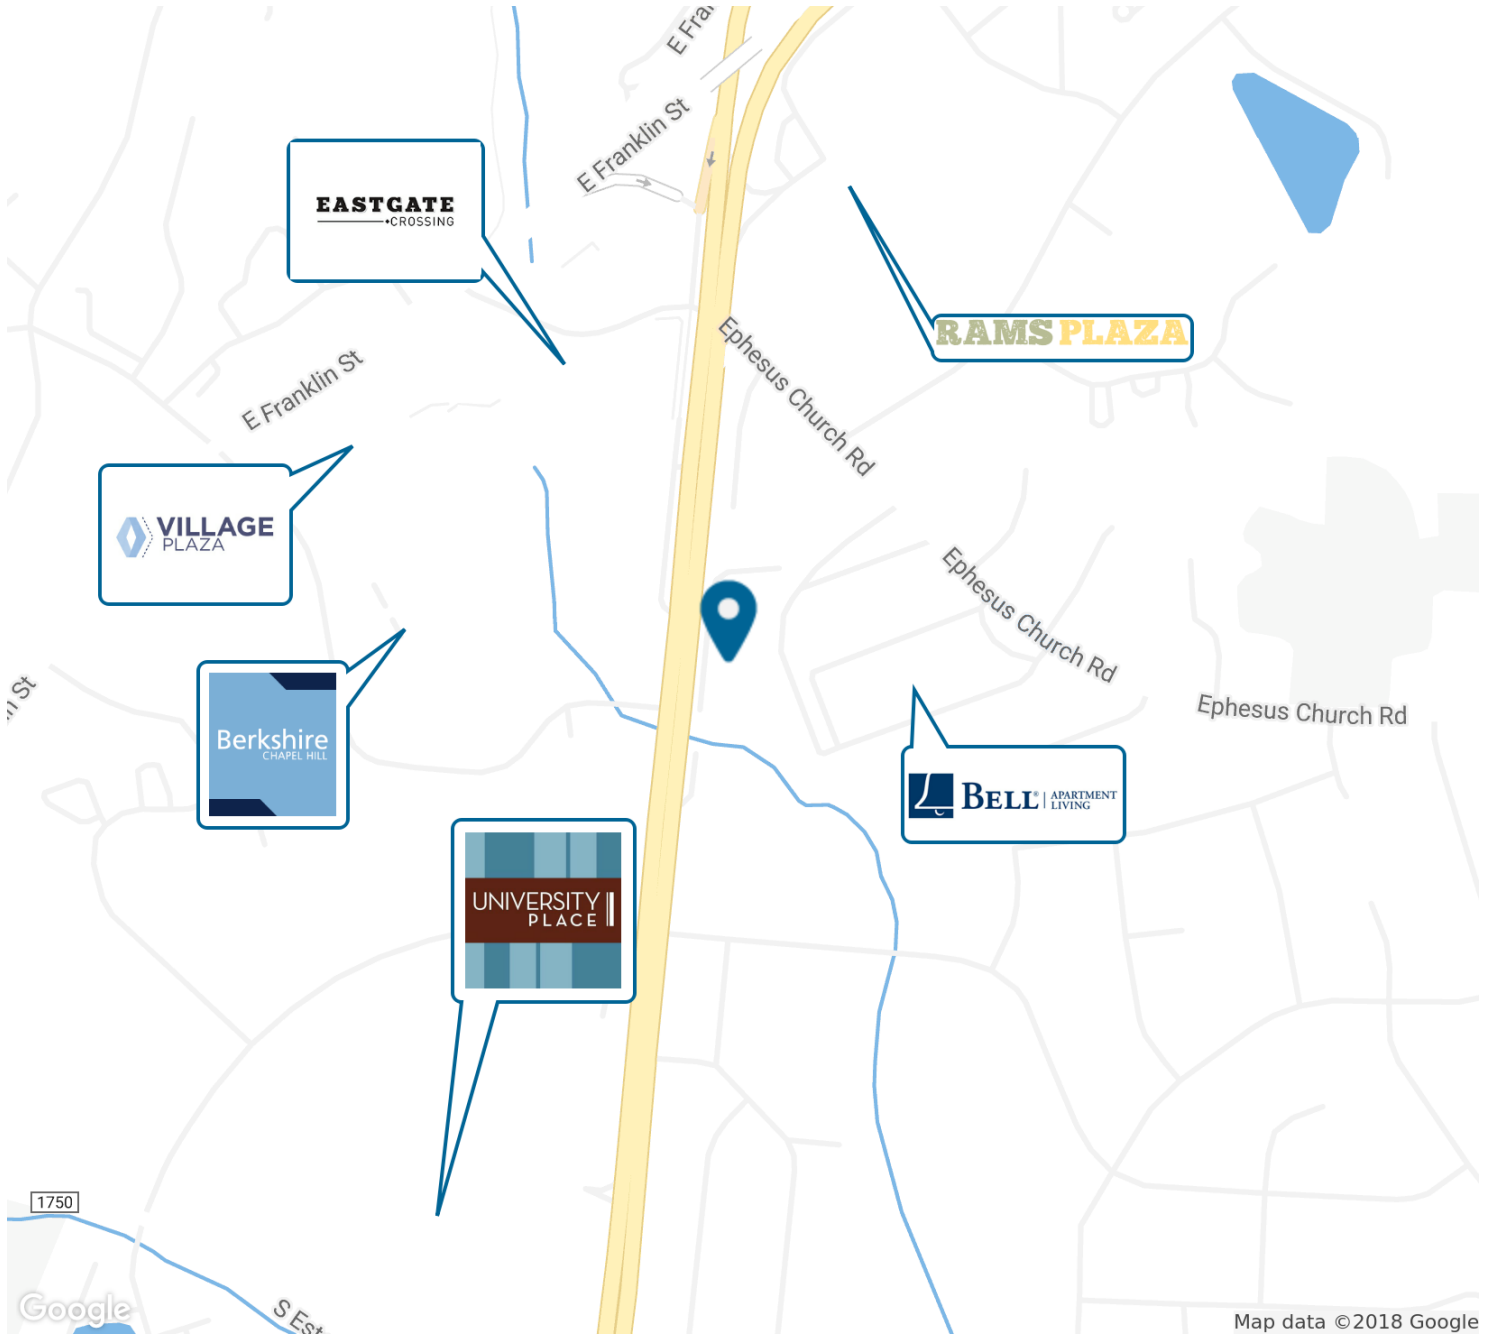 E Fra
E Franklin St
EASTGATE
CROSSING
RAMS PLAZA
Ephesus Church Rd
E Franklin St
VILLAGE
PLAZA
Ephesus Church Rd
Ephesus Church Rd
n St
Berkshire
CHAPEL HILL
BELL® | APARTMENT
LIVING
UNIVERSITY
PLACE
1750
Google
S Est
Map data ©2018 Google